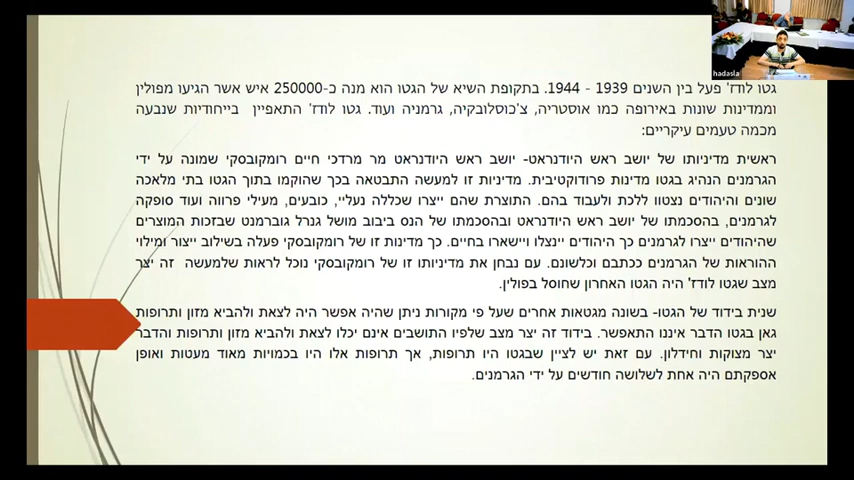 גטו לודז' פעל בין השנים 1939 - 1944. בתקופת השיא של הגטו הוא מנה כ-250000 איש אשר הגיעו מפולין
וממדינות שונות באירופה כמו אוסטריה, צ'כוסלובקיה, גרמניה ועוד. גטו לודז' התאפיין בייחודיות שנבעה
מכמה טעמים עיקריים:
ראשית מדיניותו של יושב ראש היודנראט- יושב ראש היודנראט מר מרדכי חיים רומקובסקי שמונה על ידי
הגרמנים הנהיג בגטו מדינות פרודוקטיבית. מדיניות זו למעשה התבטאה בכך שהוקמו בתוך הגטו בתי מלאכה
שונים והיהודים נצטוו ללכת ולעבוד בהם. התוצרת שהם ייצרו שכללה נעליי, כובעים, מעילי פרווה ועוד סופקה
לגרמנים, בהסכמתו של יושב ראש היודנראט ובהסכמתו של הנס ביבוב מושל גנרל גוברמנט שבזכות המוצרים
שהיהודים ייצרו לגרמנים כך היהודים יינצלו ויישארו בחיים. כך מדינות זו של רומקובסקי פעלה בשילוב ייצור ומילוי
ההוראות של הגרמנים ככתבם וכלשונם. עם נבחן את מדיניותו זו של רומקובסקי נוכל לראות שלמעשה זה יצר
מצב שגטו לודז' היה הגטו האחרון שחוסל בפולין.
שנית בידוד של הגטו- בשונה מגטאות אחרים שעל פי מקורות ניתן שהיה אפשר היה לצאת ולהביא מזון ותרופות
גאן בגטו הדבר איננו התאפשר. בידוד זה יצר מצב שלפיו התושבים אינם יכלו לצאת ולהביא מזון ותרופות והדבר
יצר מצוקות וחידלון. עם זאת יש לציין שבגטו היו תרופות, אך תרופות אלו היו בכמויות מאוד מעטות ואופן
אספקתם היה אחת לשלושה חודשים על ידי הגרמנים.
hadasla